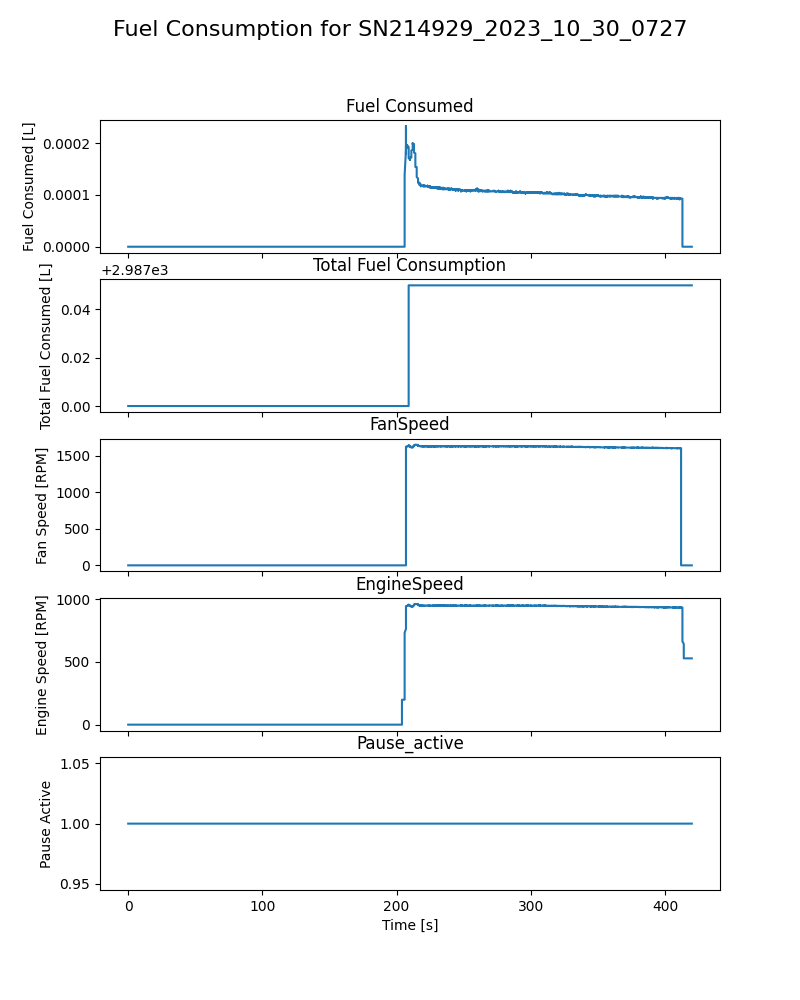 Fuel Consumption for SN214929_2023_10_30_0727
Fuel Consumed
Fuel Consumed [L]
0.0002
0.0001
0.0000
+2.987e3
Total Fuel Consumption
Total Fuel Consumed [L]
0.04
0.02
0.00
FanSpeed
Fan Speed [RPM]
1500
1000
500
0
EngineSpeed
Engine Speed [RPM]
1000
500
0
Pause_active
Pause Active
1.05
1.00
0.95
0 100 200 300 400
Time [s]